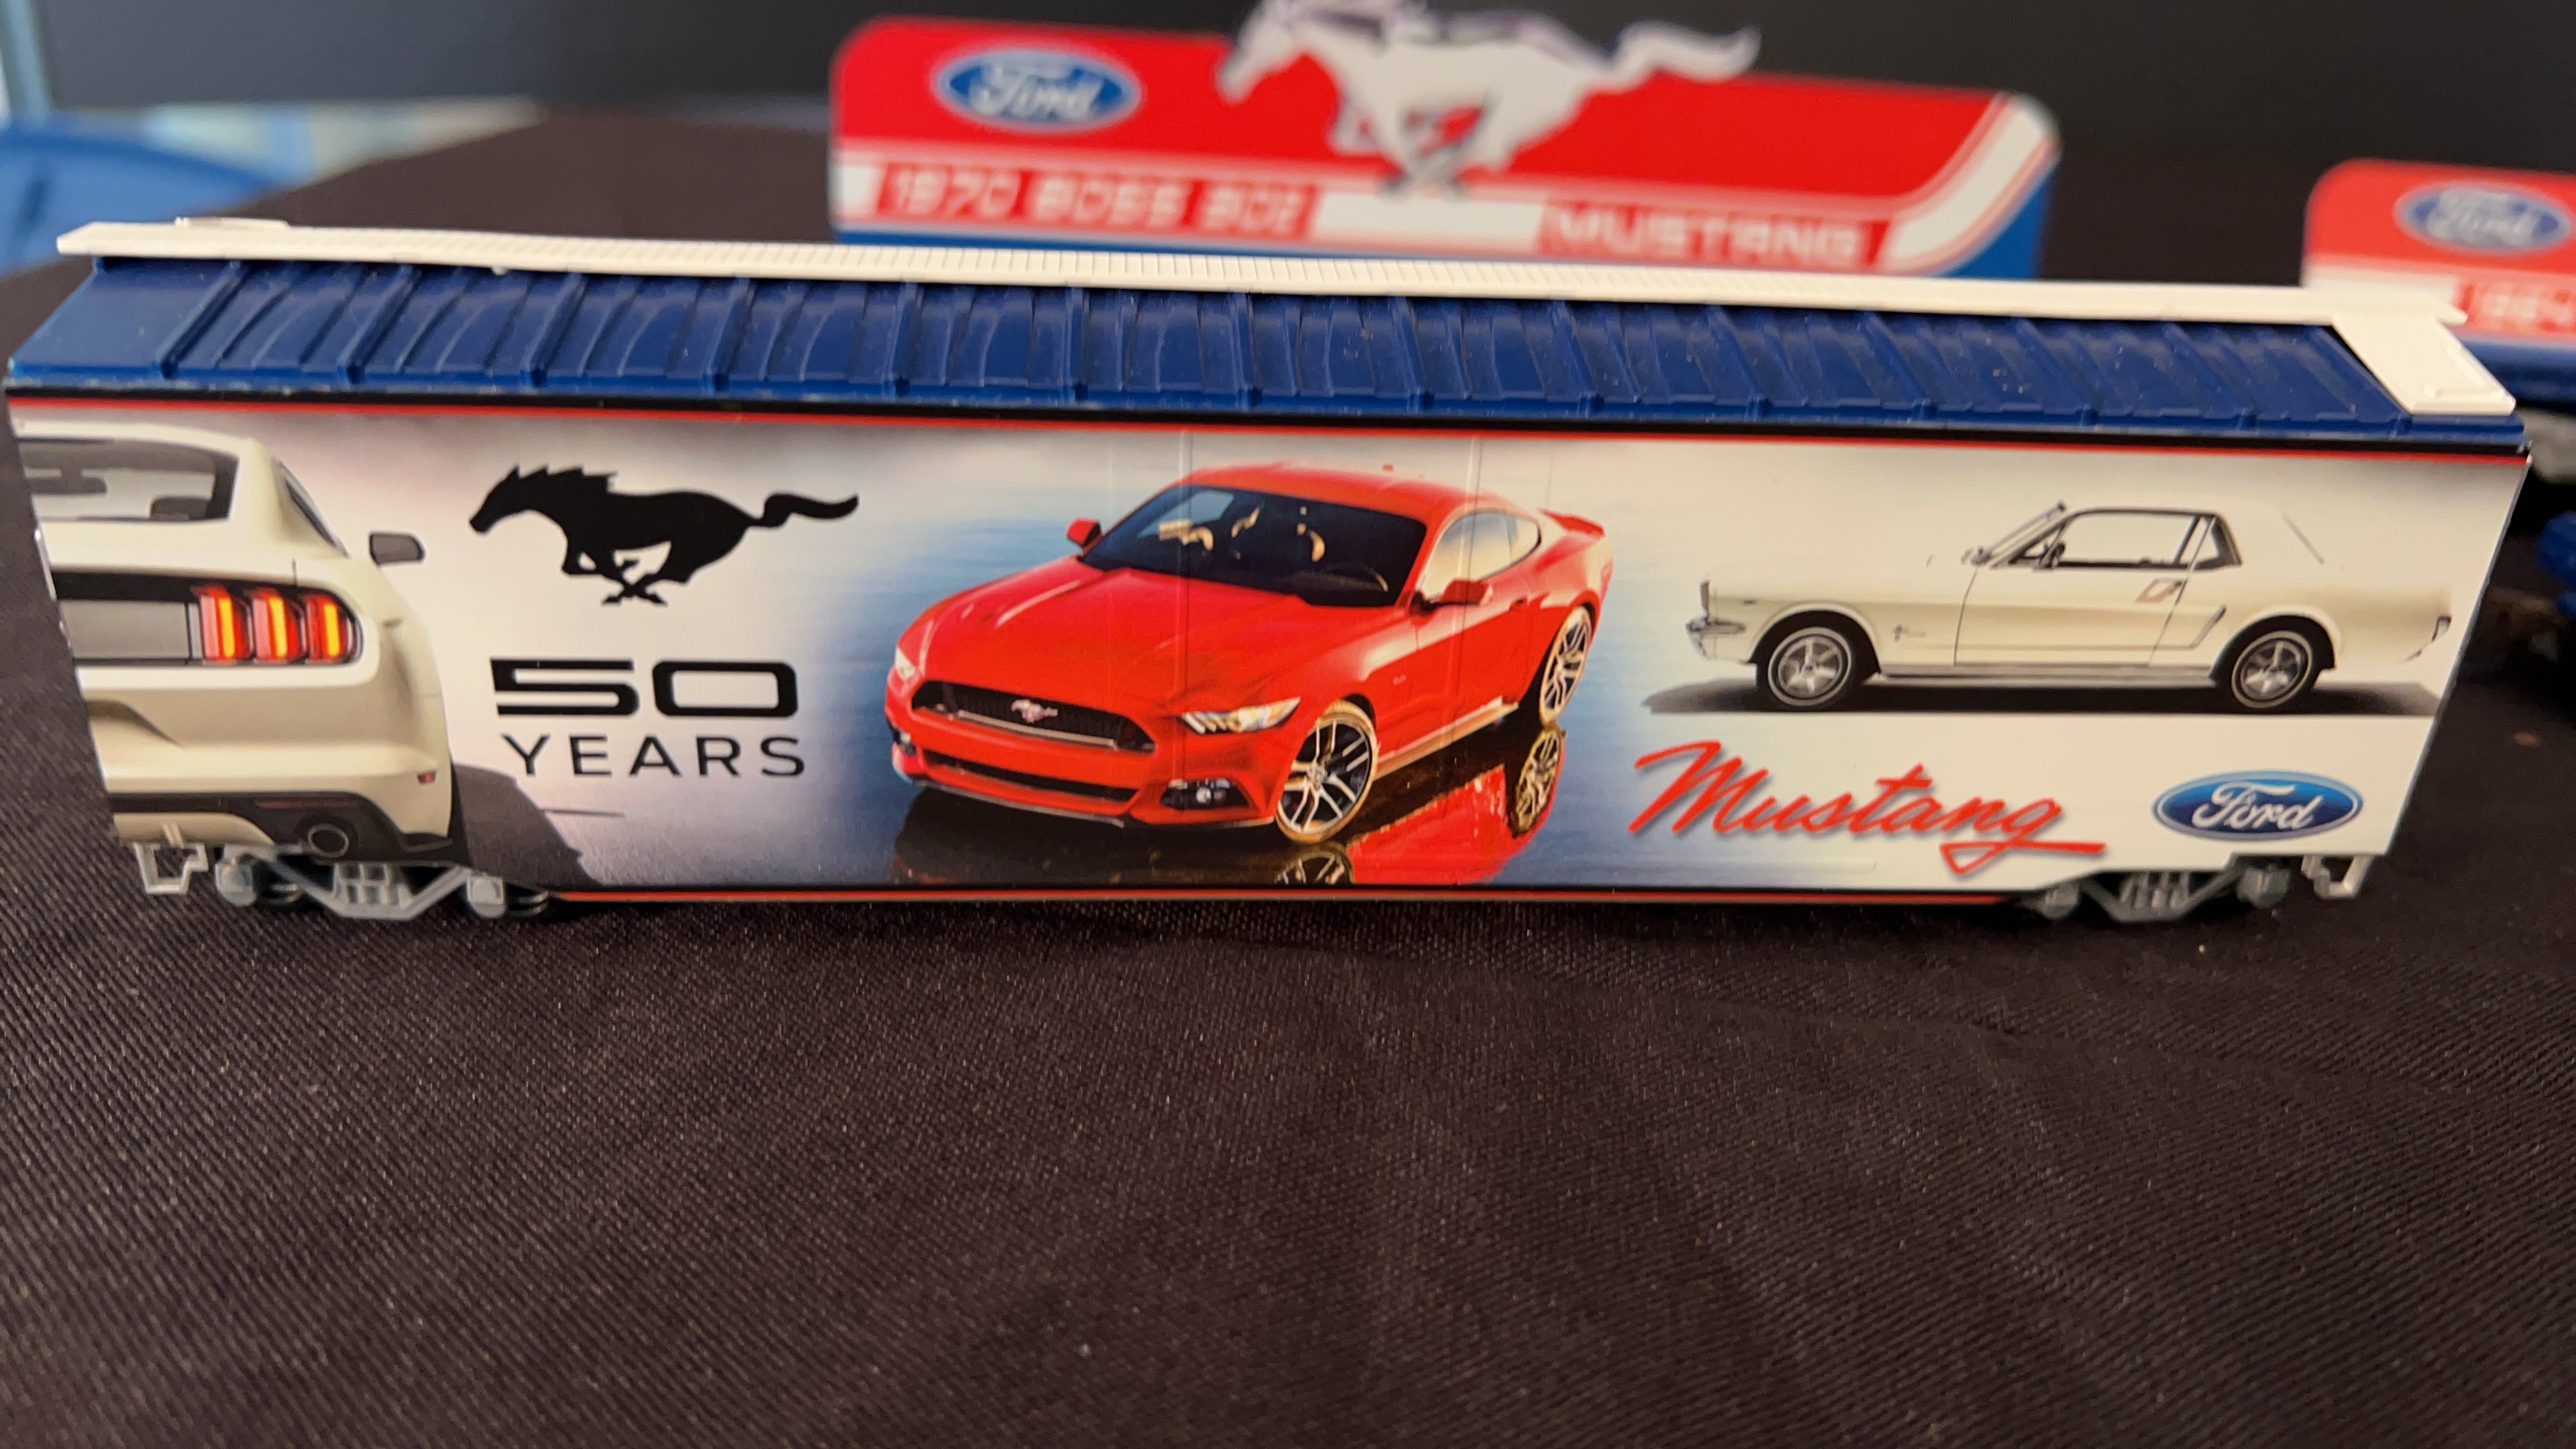 Ford
1970 BOSS 302 MUSTANG
Ford
50
YEARS
Mustang
Ford